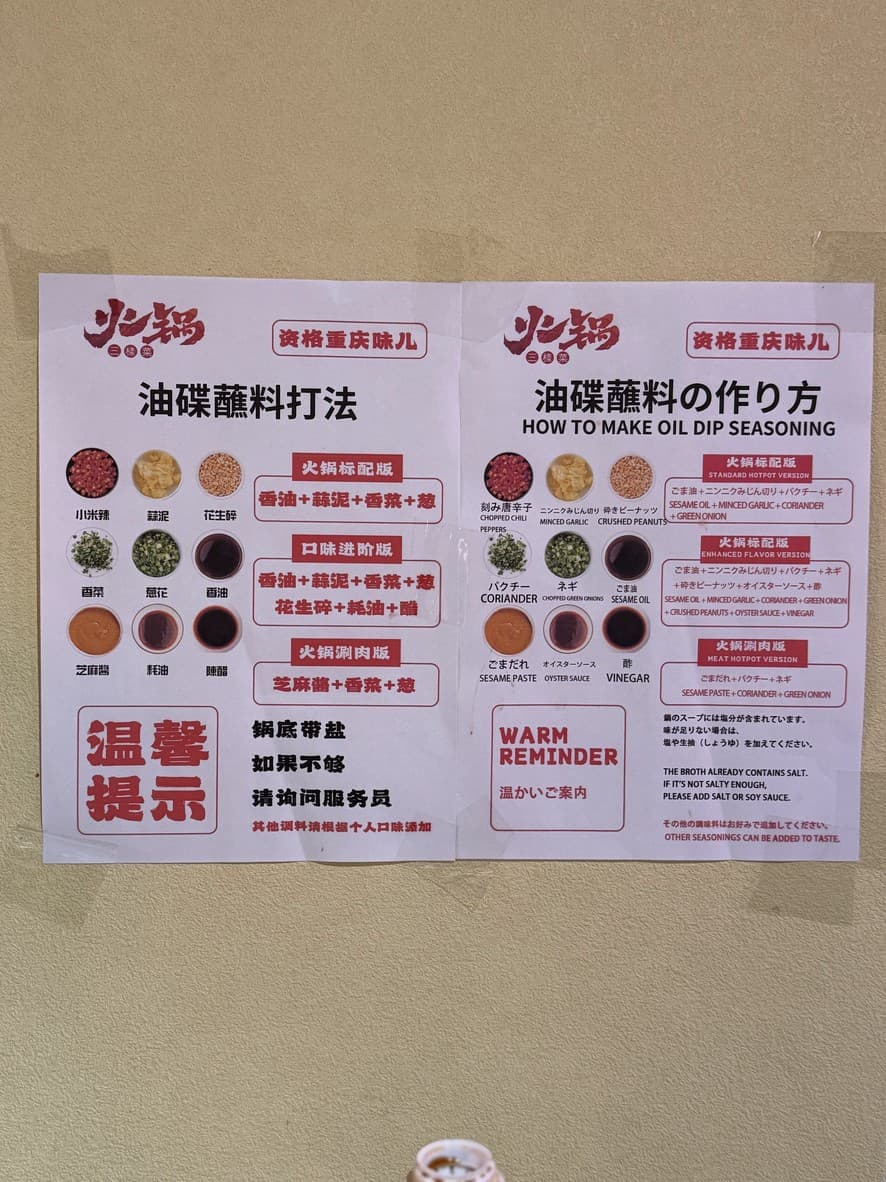 火锅
三楼菜
资格重庆味儿
油碟蘸料打法
小米辣
蒜泥
花生碎
香菜
葱花
香油
芝麻酱
耗油
陳醋
火锅标配版
香油+蒜泥+香菜+葱
口味进阶版
香油+蒜泥+香菜+葱
花生碎+耗油+醋
火锅涮肉版
芝麻酱+香菜+葱
温馨
提示
锅底带盐
如果不够
请询问服务员
其他调料请根据个人口味添加
火锅
三楼菜
资格重庆味儿
油碟蘸料の作り方
HOW TO MAKE OIL DIP SEASONING
刻み唐辛子
CHOPPED CHILI
PEPPERS
ニンニクみじん切り
MINCED GARLIC
砕きピーナッツ
CRUSHED PEANUTS
パクチー
CORIANDER
ネギ
CHOPPED GREEN ONIONS
ごま油
SESAME OIL
ごまだれ
SESAME PASTE
オイスターソース
OYSTER SAUCE
酢
VINEGAR
火锅标配版
STANDARD HOTPOT VERSION
ごま油+ニンニクみじん切り+パクチー+ネギ
SESAME OIL + MINCED GARLIC + CORIANDER
+ GREEN ONION
火锅标配版
ENHANCED FLAVOR VERSION
ごま油+ニンニクみじん切り+パクチー+ネギ
+砕きピーナッツ+オイスターソース+酢
SESAME OIL + MINCED GARLIC + CORIANDER + GREEN ONION
+ CRUSHED PEANUTS + OYSTER SAUCE + VINEGAR
火锅涮肉版
MEAT HOTPOT VERSION
ごまだれ+パクチー+ネギ
SESAME PASTE + CORIANDER + GREEN ONION
WARM
REMINDER
温かいご案内
鍋のスープには塩分が含まれています。
味が足りない場合は、
塩や生抽（しょうゆ）を加えてください。
THE BROTH ALREADY CONTAINS SALT.
IF IT'S NOT SALTY ENOUGH,
PLEASE ADD SALT OR SOY SAUCE.
その他の調味料はお好みで追加してください。
OTHER SEASONINGS CAN BE ADDED TO TASTE.